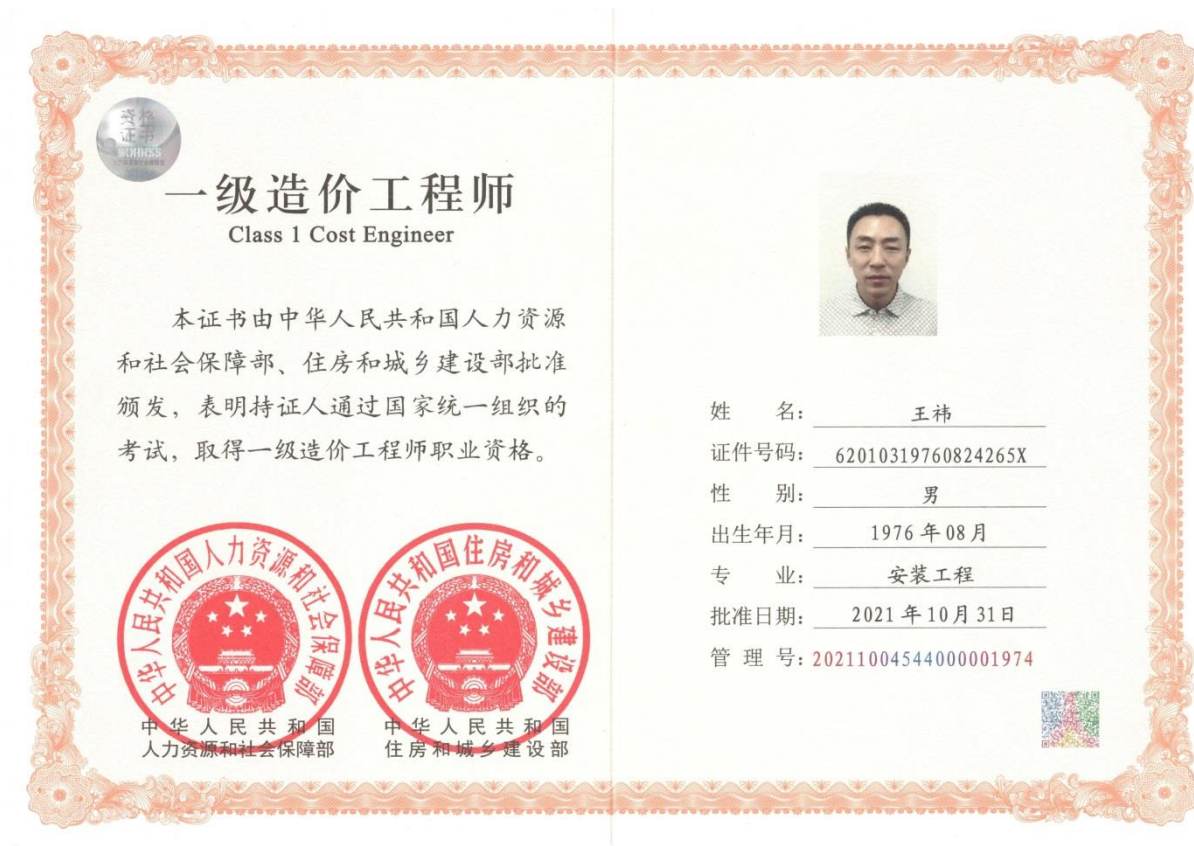 资格
证书
MOHRSS
一级造价工程师
Class 1 Cost Engineer
本证书由中华人民共和国人力资源
和社会保障部、住房和城乡建设部批准
颁发，表明持证人通过国家统一组织的
考试，取得一级造价工程师职业资格。
中华人民共和国人力资源和社会保障部
中华人民共和国住房和城乡建设部
中华人民共和国
人力资源和社会保障部
中华人民共和国
住房和城乡建设部
姓 名：王祎
证件号码：62010319760824265X
性 别：男
出生年月：1976年08月
专 业：安装工程
批准日期：2021年10月31日
管 理 号：20211004544000001974